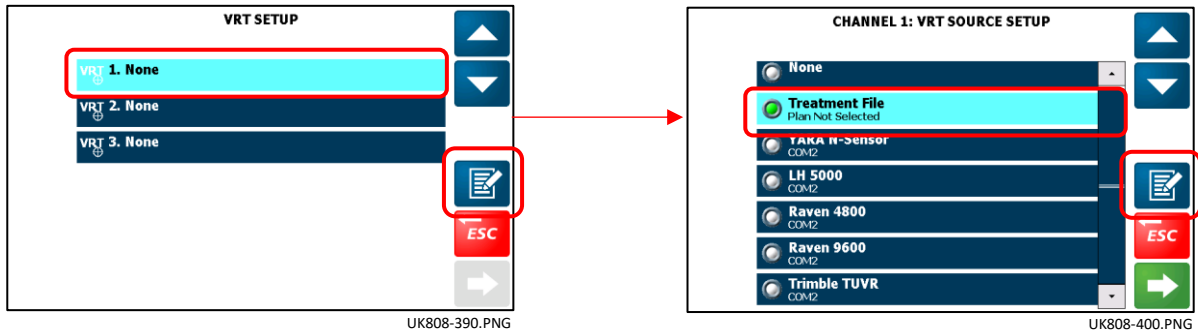 VRT SETUP
VRT 1. None
VRT 2. None
VRT 3. None
ESC
UK808-390.PNG
CHANNEL 1: VRT SOURCE SETUP
None
Treatment File
Plan Not Selected
YARA N-Sensor
COM2
LH 5000
COM2
Raven 4800
COM2
Raven 9600
COM2
Trimble TUVR
COM2
ESC
UK808-400.PNG